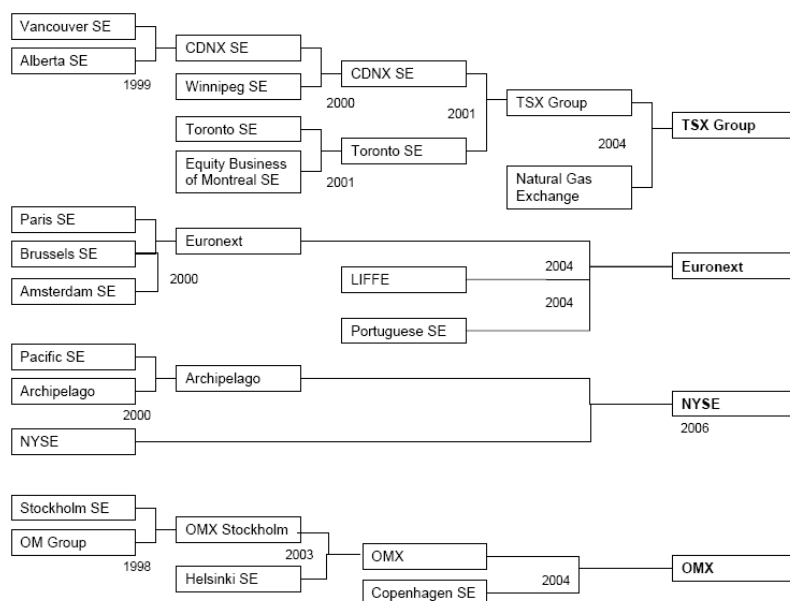 Vancouver SE
Alberta SE
1999
CDNX SE
Winnipeg SE
2000
CDNX SE
Toronto SE
Equity Business
of Montreal SE
2001
Toronto SE
2001
TSX Group
Natural Gas
Exchange
2004
TSX Group
Paris SE
Brussels SE
Amsterdam SE
2000
Euronext
LIFFE
2004
2004
Portuguese SE
Euronext
Pacific SE
Archipelago
2000
Archipelago
NYSE
NYSE
2006
Stockholm SE
OM Group
1998
OMX Stockholm
Helsinki SE
2003
OMX
Copenhagen SE
2004
OMX